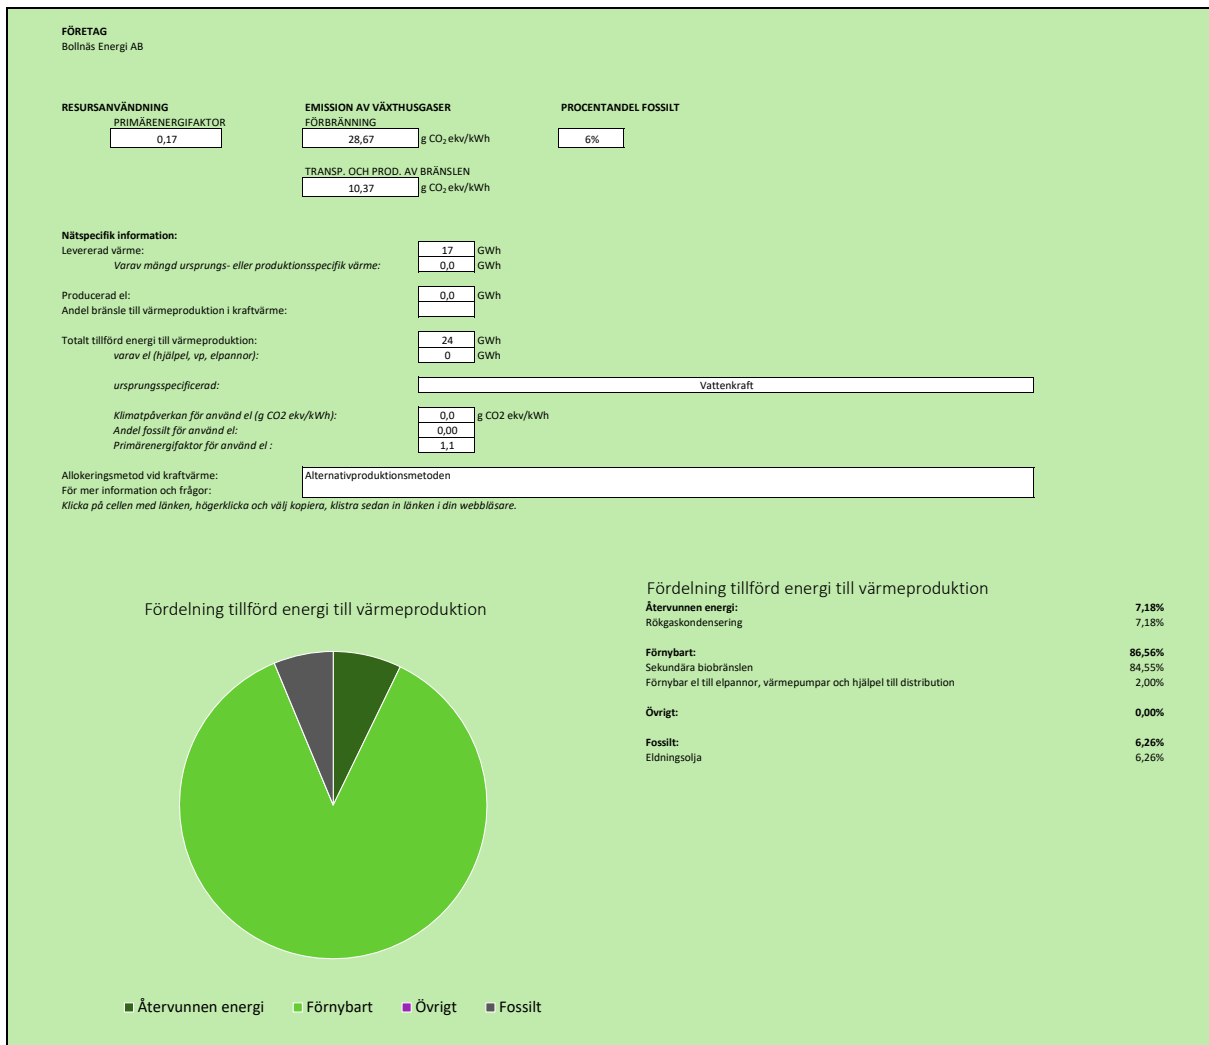 FÖRETAG
Bollnäs Energi AB
RESURSANVÄNDNING EMISSION AV VÄXTHUSGASER PROCENTANDEL FOSSILT
PRIMÄRENERGIFAKTOR FÖRBRÄNNING
0,17 28,67 g CO₂ ekv/kWh 6%
TRANSP. OCH PROD. AV BRÄNSLEN
10,37 g CO₂ ekv/kWh
Nätspecifik information:
Levererad värme: 17 GWh
Varav mängd ursprungs- eller produktionsspecifik värme: 0,0 GWh
Producerad el: 0,0 GWh
Andel bränsle till värmeproduktion i kraftvärme:
Totalt tillförd energi till värmeproduktion: 24 GWh
varav el (hjälpel, vp, elpannor): 0 GWh
ursprungsspecificerad: Vattenkraft
Klimatpåverkan för använd el (g CO2 ekv/kWh): 0,0 g CO2 ekv/kWh
Andel fossilt för använd el: 0,00
Primärenergifaktor för använd el : 1,1
Allokeringsmetod vid kraftvärme: Alternativproduktionsmetoden
För mer information och frågor:
Klicka på cellen med länken, högerklicka och välj kopiera, klistra sedan in länken i din webbläsare.
Fördelning tillförd energi till värmeproduktion
Återvunnen energi Förnybart Övrigt Fossilt
Fördelning tillförd energi till värmeproduktion
Återvunnen energi: 7,18%
Rökgaskondensering 7,18%
Förnybart: 86,56%
Sekundära biobränslen 84,55%
Förnybar el till elpannor, värmepumpar och hjälpel till distribution 2,00%
Övrigt: 0,00%
Fossilt: 6,26%
Eldningsolja 6,26%